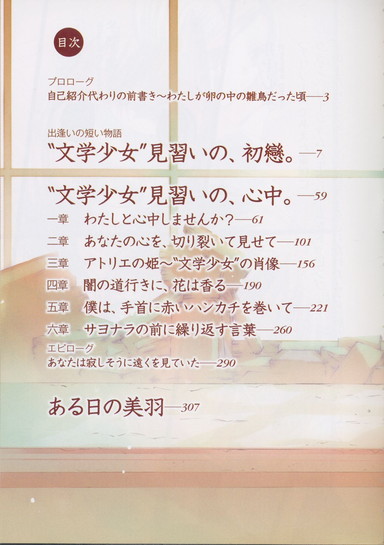 目次
プロローグ
自己紹介代わりの前書き〜わたしが卵の中の雛鳥だった頃―3
出逢いの短い物語
“文学少女”見習いの、初戀。―7
“文学少女”見習いの、心中。―59
一章 わたしと心中しませんか？―61
二章 あなたの心を、切り裂いて見せて―101
三章 アトリエの姫〜“文学少女”の肖像―156
四章 闇の道行きに、花は香る―190
五章 僕は、手首に赤いハンカチを巻いて―221
六章 サヨナラの前に繰り返す言葉―260
エピローグ
あなたは寂しそうに遠くを見ていた―290
ある日の美羽―307